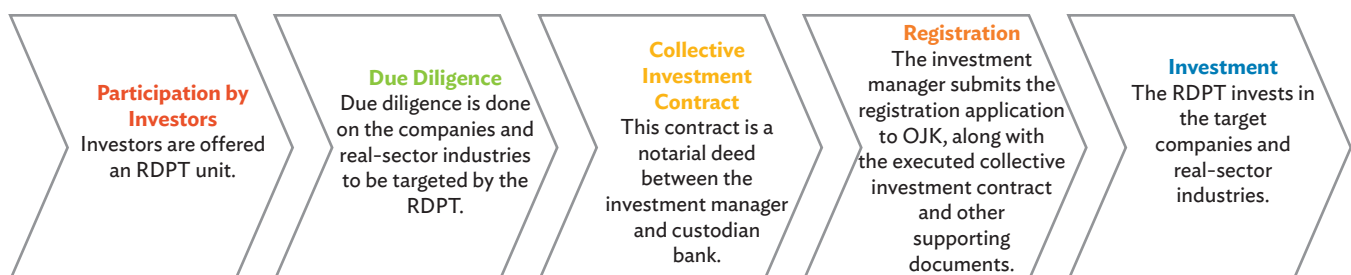 Participation by
Investors
Investors are offered
an RDPT unit.
Due Diligence
Due diligence is done
on the companies and
real-sector industries
to be targeted by the
RDPT.
Collective
Investment
Contract
This contract is a
notarial deed
between the
investment manager
and custodian
bank.
Registration
The investment
manager submits the
registration application
to OJK, along with
the executed collective
investment contract
and other
supporting
documents.
Investment
The RDPT invests in
the target
companies and
real-sector
industries.